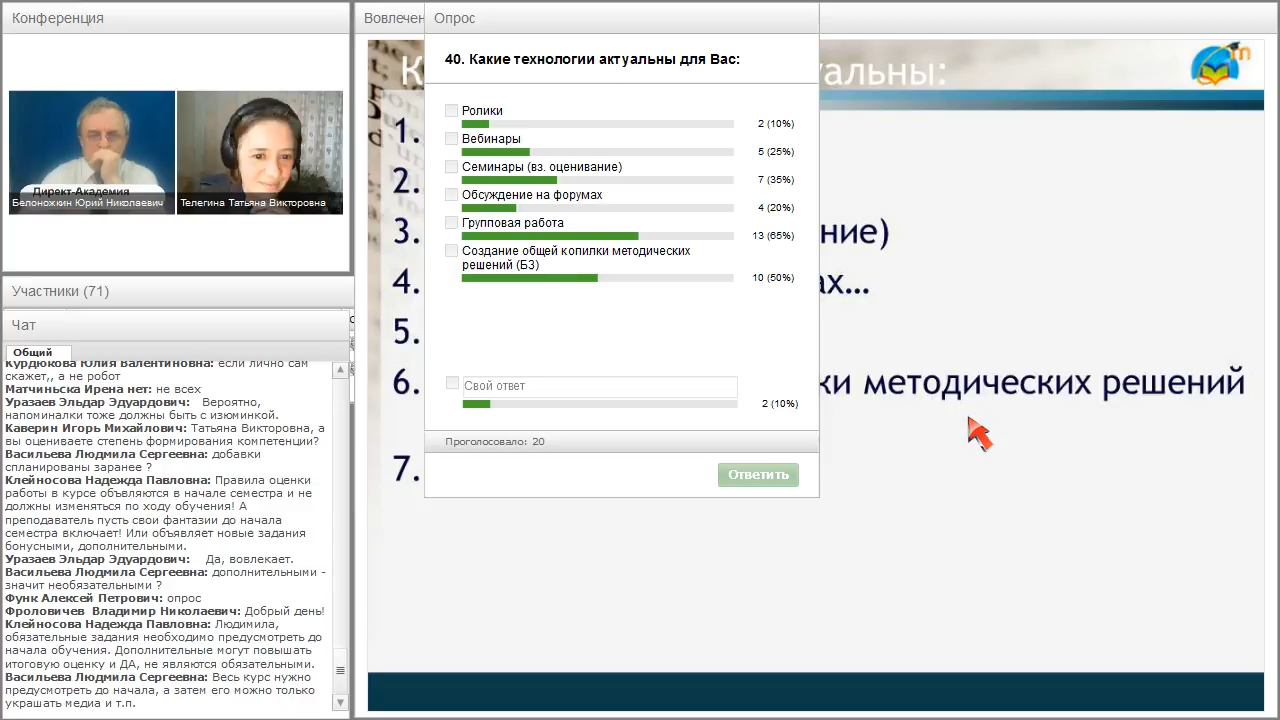 Конференция
Директ-Академия
Белоножкин Юрий Николаевич
Телегина Татьяна Викторовна
Участники (71)
Чат
Общий
Курдюкова Юлия Валентиновна: если лично сам
скажет,, а не робот
Матчиньска Ирена нет: не всех
Уразаев Эльдар Эдуардович: Вероятно,
напоминалки тоже должны быть с изюминкой.
Каверин Игорь Михайлович: Татьяна Викторовна, а
вы оцениваете степень формирования компетенции?
Васильева Людмила Сергеевна: добавки
спланированы заранее ?
Клейносова Надежда Павловна: Правила оценки
работы в курсе объвляются в начале семестра и не
должны изменяться по ходу обучения! А
преподаватель пусть свои фантазии до начала
семестра включает! Или объявляет новые задания
бонусными, дополнительными.
Уразаев Эльдар Эдуардович: Да, вовлекает.
Васильева Людмила Сергеевна: дополнительными -
значит необязательными ?
Функ Алексей Петрович: опрос
Фроловичев Владимир Николаевич: Добрый день!
Клейносова Надежда Павловна: Людимила,
обязательные задания необходимо предусмотреть до
начала обучения. Дополнительные могут повышать
итоговую оценку и ДА, не являются обязательными.
Васильева Людмила Сергеевна: Весь курс нужно
предусмотреть до начала, а затем его можно только
украшать медиа и т.п.
Вовлечен
Опрос
40. Какие технологии актуальны для Вас:
Ролики
2 (10%)
Вебинары
5 (25%)
Семинары (вз. оценивание)
7 (35%)
Обсуждение на форумах
4 (20%)
Групповая работа
13 (65%)
Создание общей копилки методических
решений (БЗ)
10 (50%)
Свой ответ
2 (10%)
Проголосовало: 20
Ответить
К
уальны:
1.
2.
3. ние)
4. ах...
5.
6. ки методических решений
7.